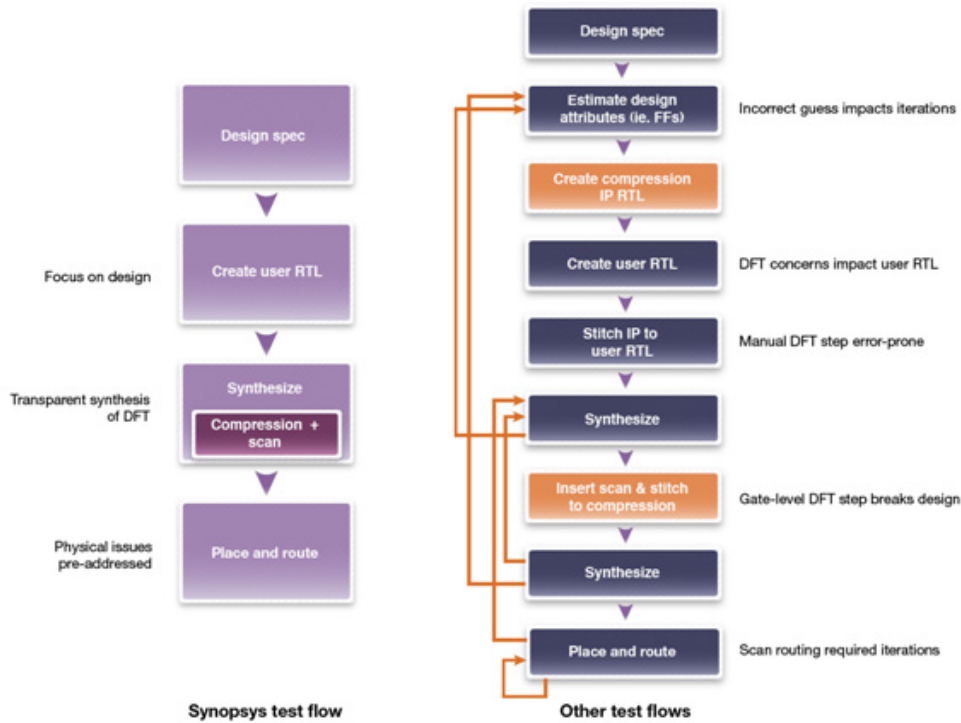 Design spec
Focus on design
Create user RTL
Transparent synthesis
of DFT
Synthesize
Compression +
scan
Physical issues
pre-addressed
Place and route
Synopsys test flow
Design spec
Estimate design
attributes (ie. FFs)
Incorrect guess impacts iterations
Create compression
IP RTL
Create user RTL
DFT concerns impact user RTL
Stitch IP to
user RTL
Manual DFT step error-prone
Synthesize
Insert scan & stitch
to compression
Gate-level DFT step breaks design
Synthesize
Place and route
Scan routing required iterations
Other test flows